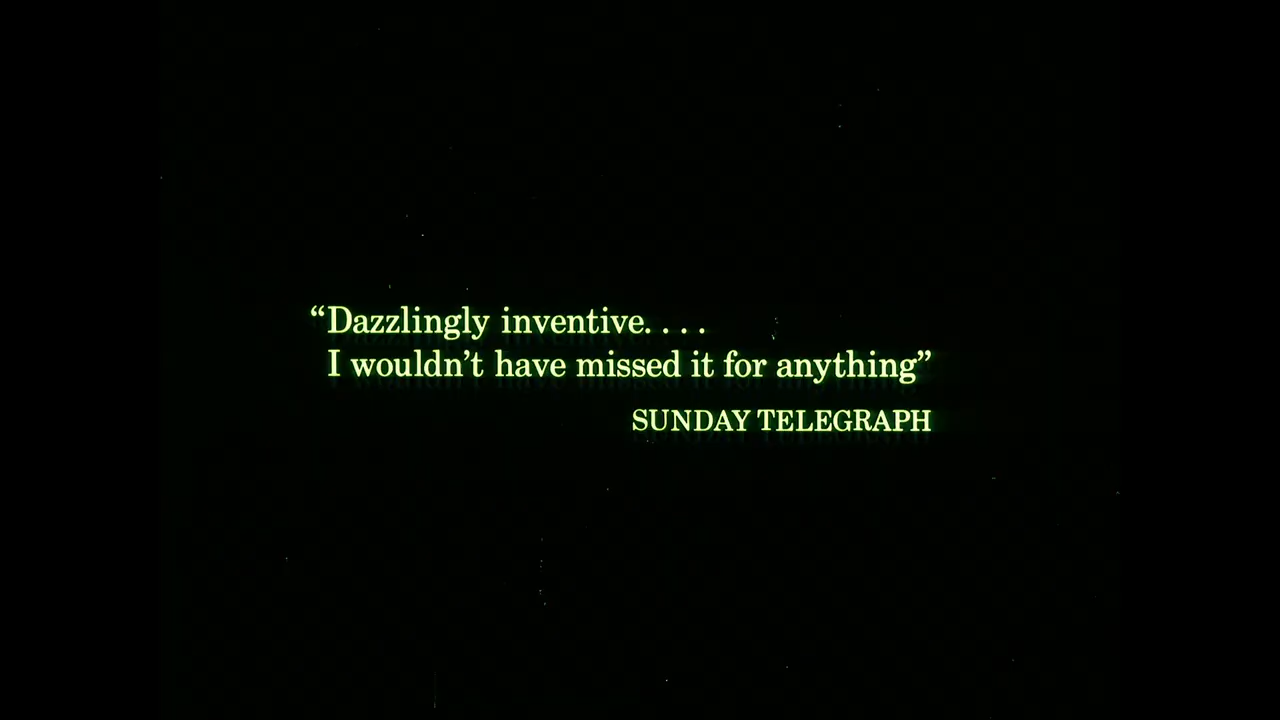 “Dazzlingly inventive. . . .
I wouldn’t have missed it for anything”
SUNDAY TELEGRAPH